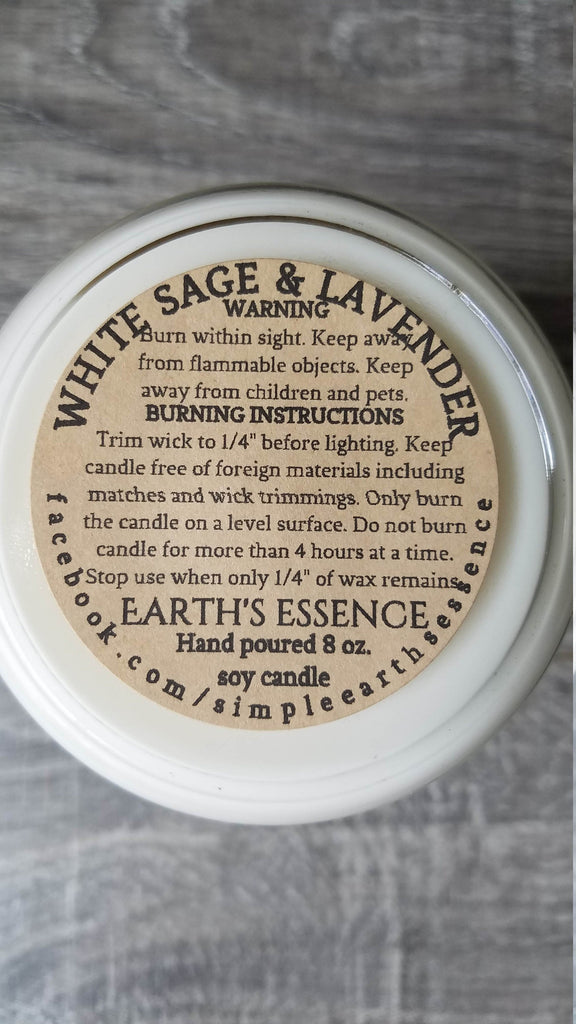 WHITE SAGE & LAVENDER
WARNING
Burn within sight. Keep away
from flammable objects. Keep
away from children and pets.
BURNING INSTRUCTIONS
Trim wick to 1/4" before lighting. Keep
candle free of foreign materials including
matches and wick trimmings. Only burn
the candle on a level surface. Do not burn
candle for more than 4 hours at a time.
Stop use when only 1/4" of wax remains.
EARTH'S ESSENCE
Hand poured 8 oz.
soy candle
facebook.com/simpleearthsessence